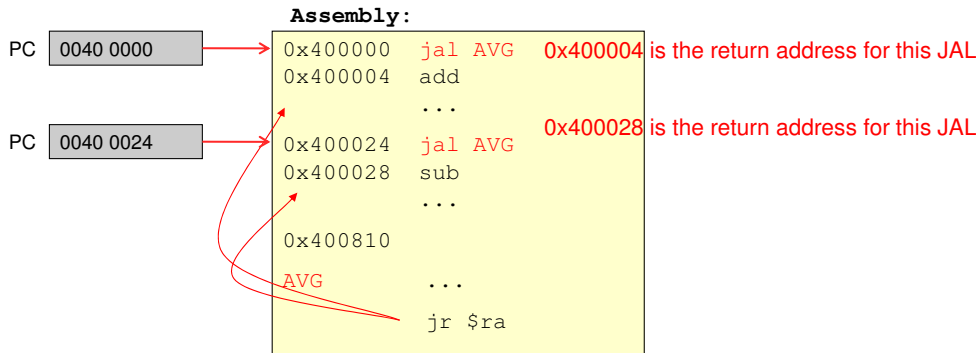 Assembly:
PC 0040 0000 0x400000 jal AVG 0x400004 is the return address for this JAL
0x400004 add
...
0x400028 is the return address for this JAL
PC 0040 0024 0x400024 jal AVG
0x400028 sub
...
0x400810
AVG ...
jr $ra